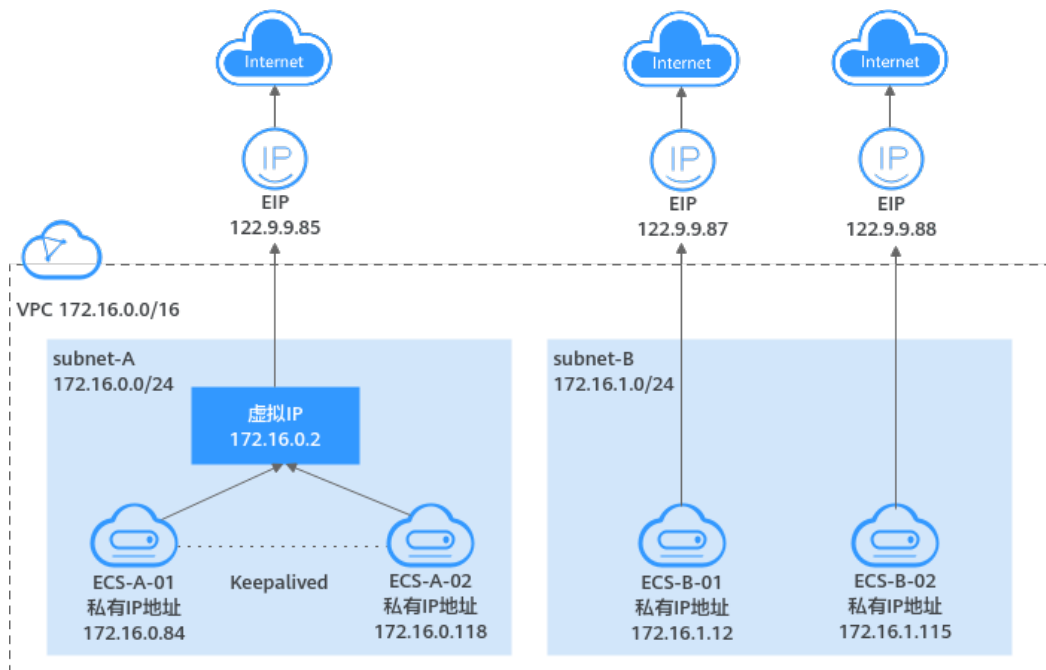 Internet
Internet
Internet
IP
IP
IP
EIP
122.9.9.85
EIP
122.9.9.87
EIP
122.9.9.88
VPC 172.16.0.0/16
subnet-A
172.16.0.0/24
虚拟IP
172.16.0.2
ECS-A-01
私有IP地址
172.16.0.84
Keepalived
ECS-A-02
私有IP地址
172.16.0.118
subnet-B
172.16.1.0/24
ECS-B-01
私有IP地址
172.16.1.12
ECS-B-02
私有IP地址
172.16.1.115